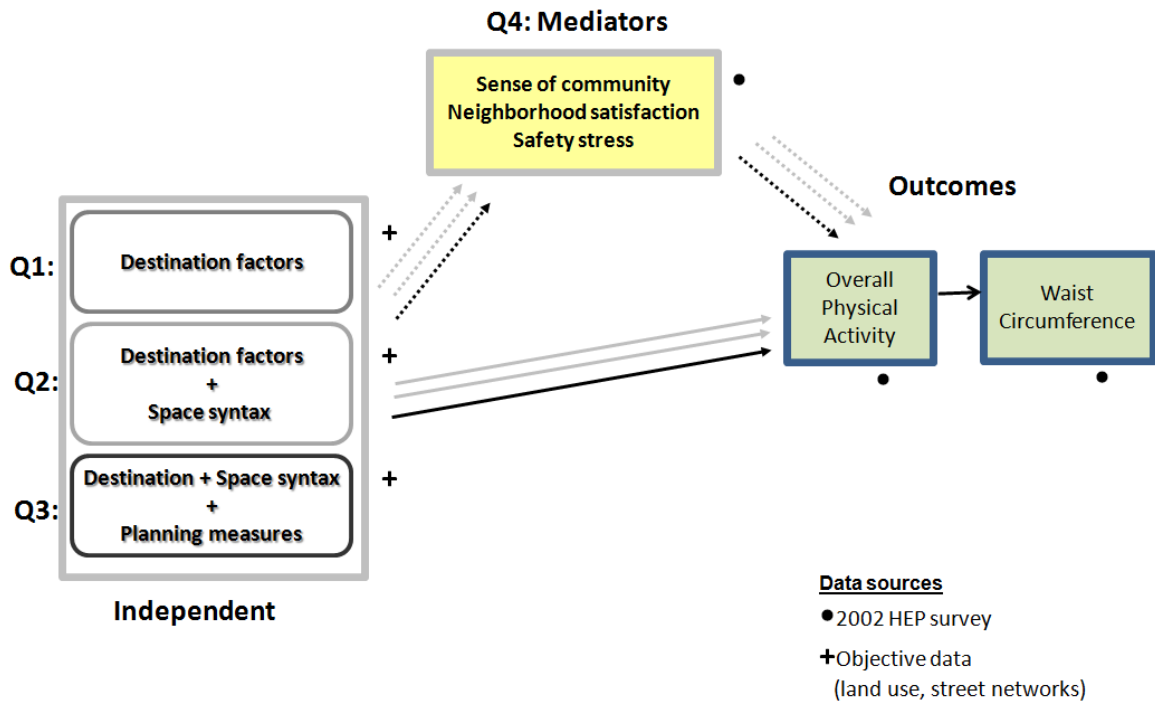 Q4: Mediators
Sense of community
Neighborhood satisfaction
Safety stress
Outcomes
Q1:
Destination factors
Overall
Physical
Activity
Waist
Circumference
Q2:
Destination factors
+
Space syntax
Q3:
Destination + Space syntax
+
Planning measures
Independent
Data sources
● 2002 HEP survey
+ Objective data
(land use, street networks)